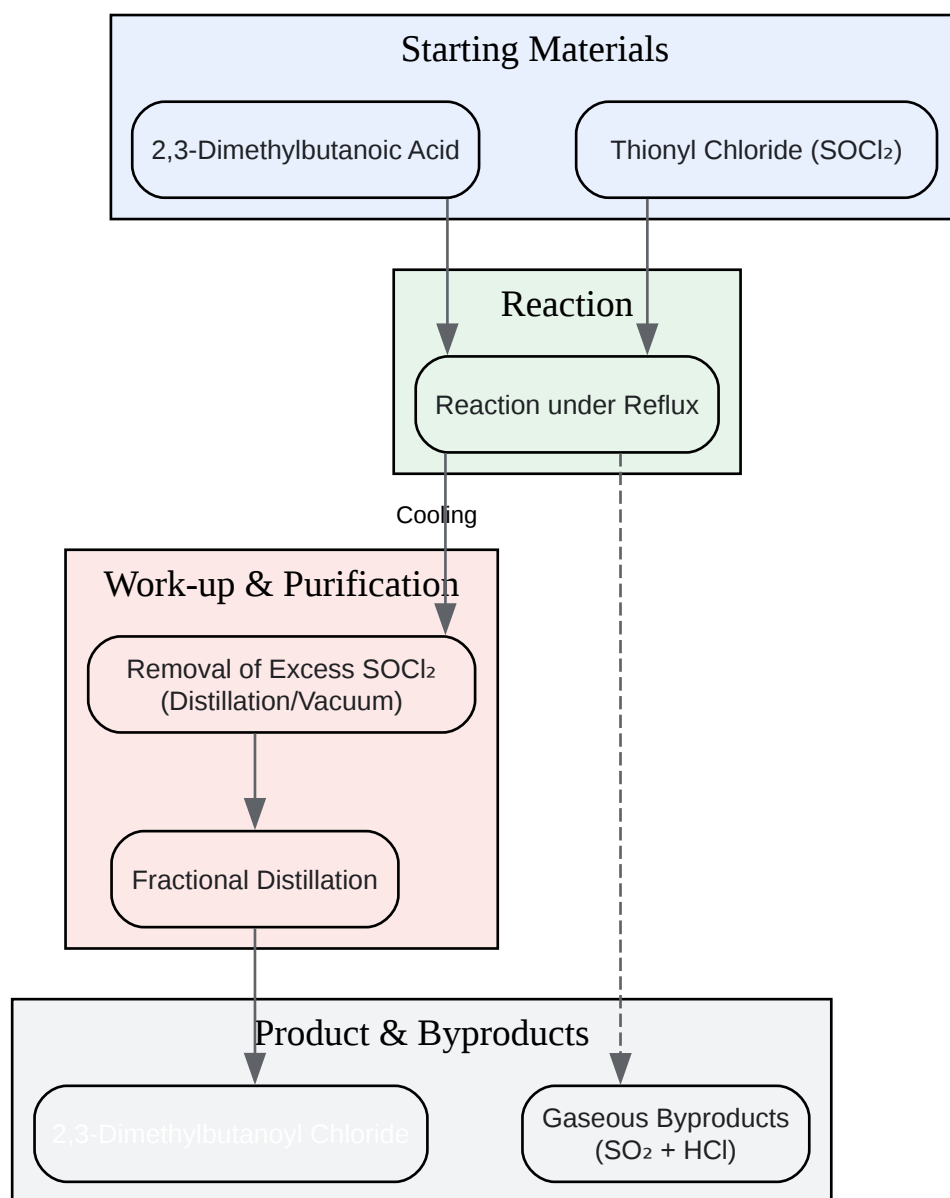 Starting Materials
2,3-Dimethylbutanoic Acid
Thionyl Chloride (SOCl₂)
Reaction
Reaction under Reflux
Cooling
Work-up & Purification
Removal of Excess SOCl₂
(Distillation/Vacuum)
Fractional Distillation
Product & Byproducts
2,3-Dimethylbutanoyl Chloride
Gaseous Byproducts
(SO₂ + HCl)